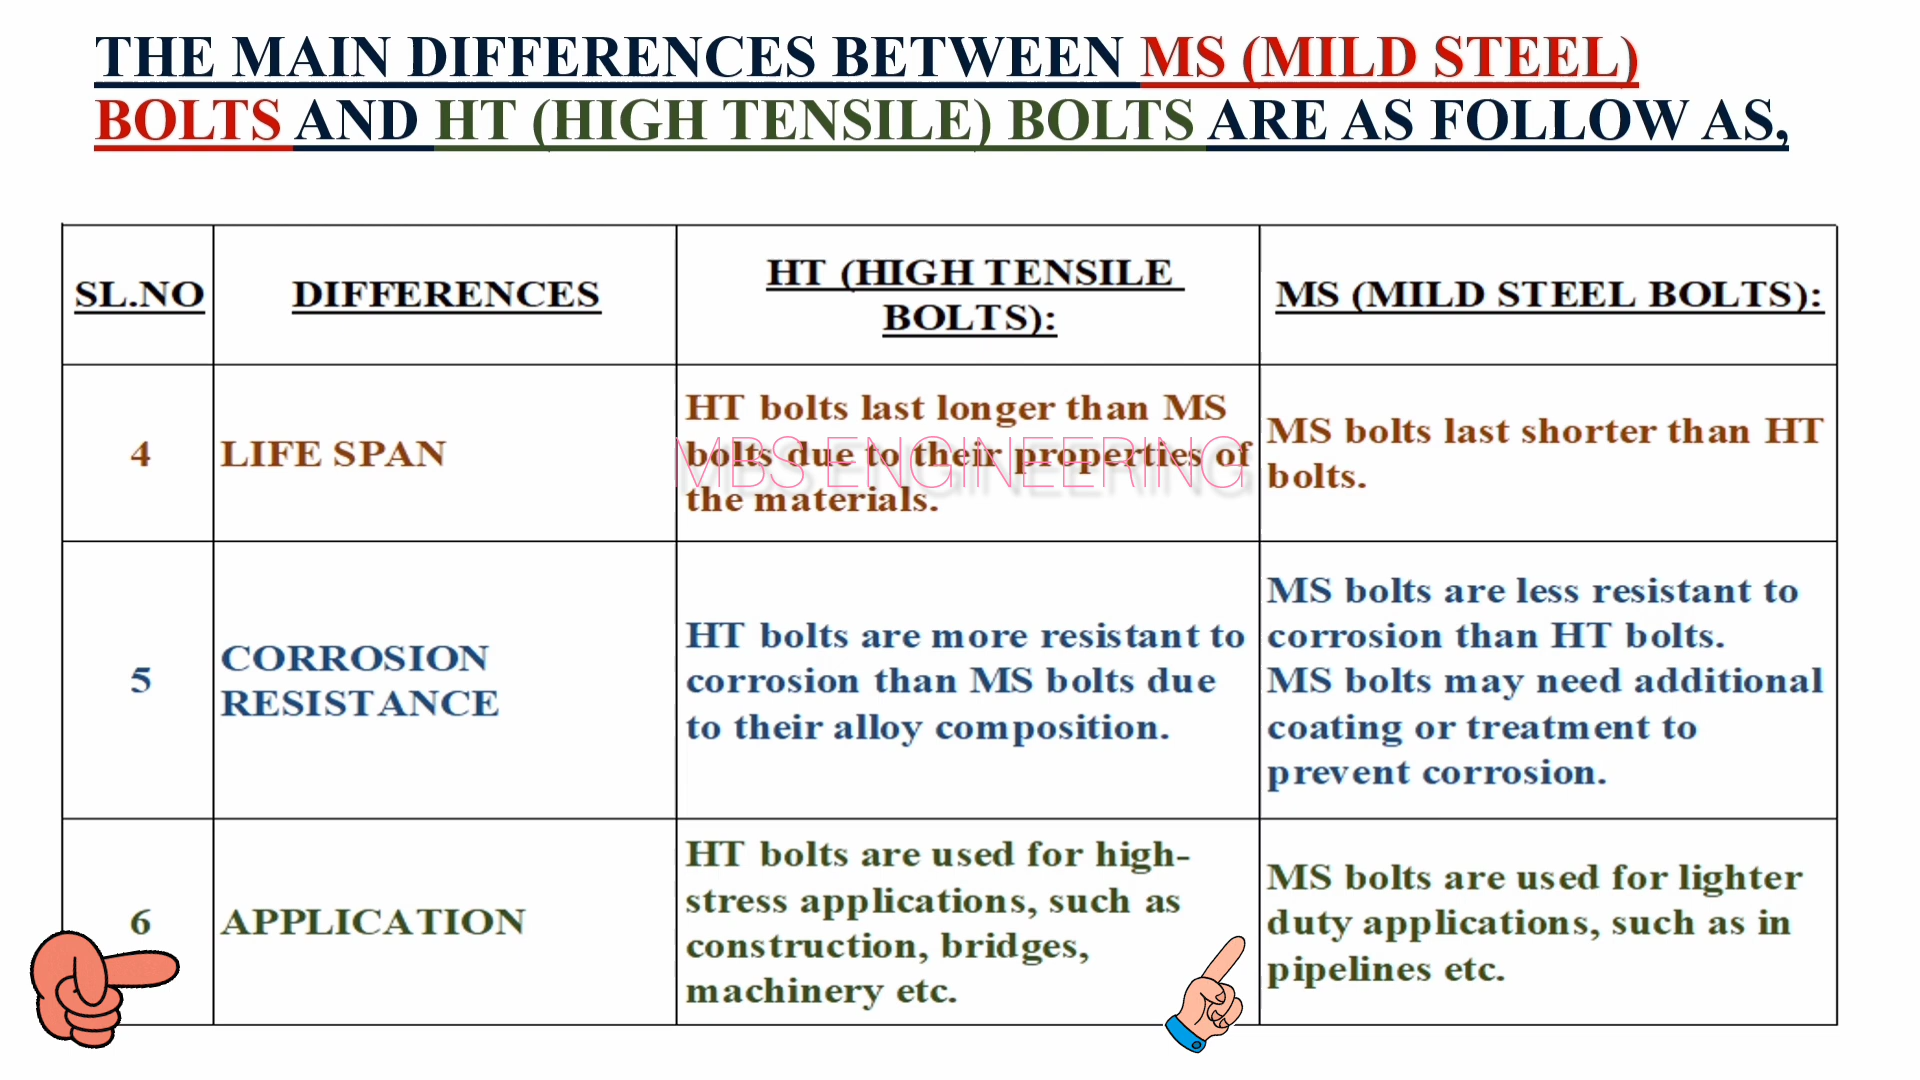 THE MAIN DIFFERENCES BETWEEN MS (MILD STEEL)
BOLTS AND HT (HIGH TENSILE) BOLTS ARE AS FOLLOW AS,
SL.NO
DIFFERENCES
HT (HIGH TENSILE
BOLTS):
MS (MILD STEEL BOLTS):
4
LIFE SPAN
HT bolts last longer than MS
bolts due to their properties of
the materials.
MS bolts last shorter than HT
bolts.
MBS ENGINEERING
5
CORROSION
RESISTANCE
HT bolts are more resistant to
corrosion than MS bolts due
to their alloy composition.
MS bolts are less resistant to
corrosion than HT bolts.
MS bolts may need additional
coating or treatment to
prevent corrosion.
6
APPLICATION
HT bolts are used for high-
stress applications, such as
construction, bridges,
machinery etc.
MS bolts are used for lighter
duty applications, such as in
pipelines etc.